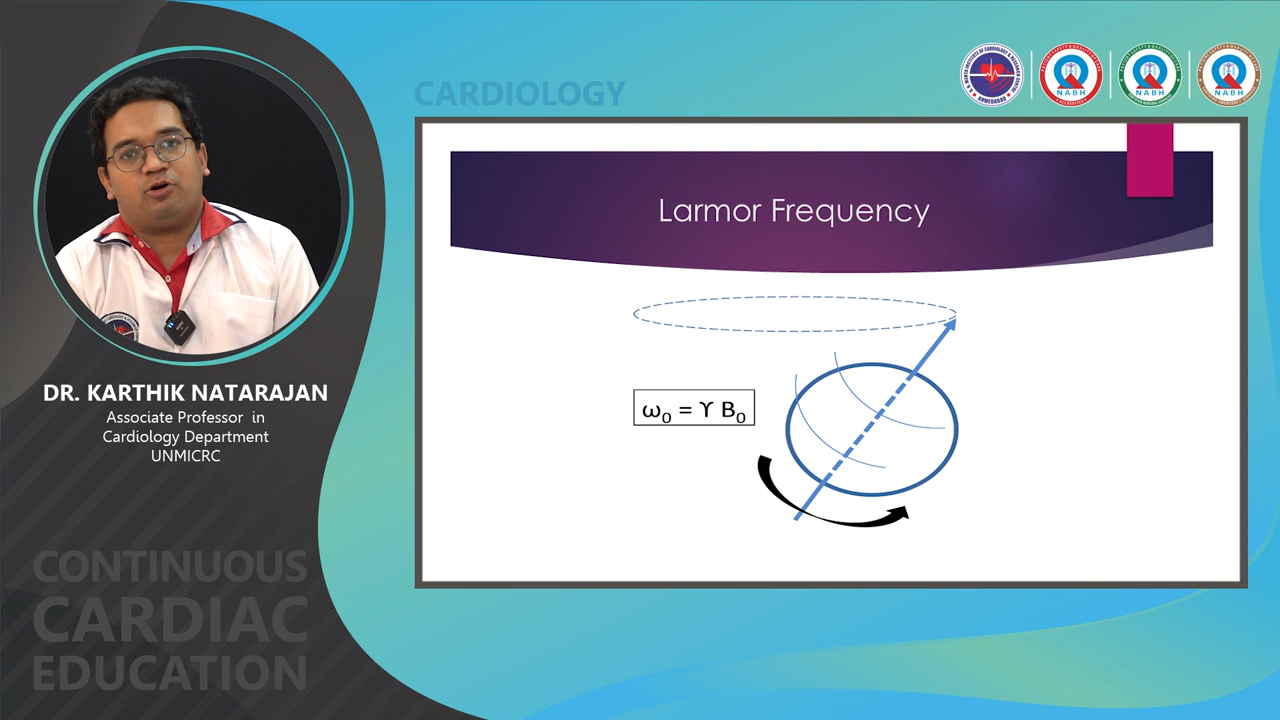 CARDIOLOGY
NABH
NABH
NABH
Larmor Frequency
ω₀ = ϒ B₀
DR. KARTHIK NATARAJAN
Associate Professor in
Cardiology Department
UNMICRC
CONTINUOUS
CARDIAC
EDUCATION